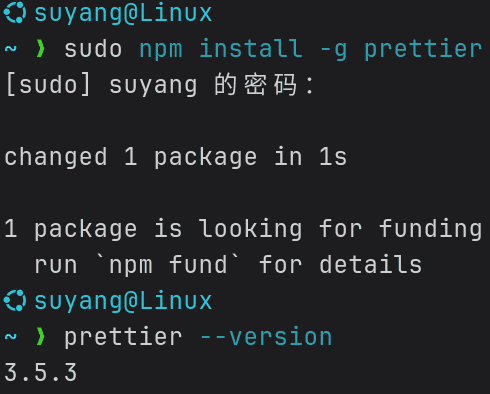 suyang@Linux
~ ❯ sudo npm install -g prettier
[sudo] suyang 的密码：
changed 1 package in 1s
1 package is looking for funding
  run `npm fund` for details
suyang@Linux
~ ❯ prettier --version
3.5.3